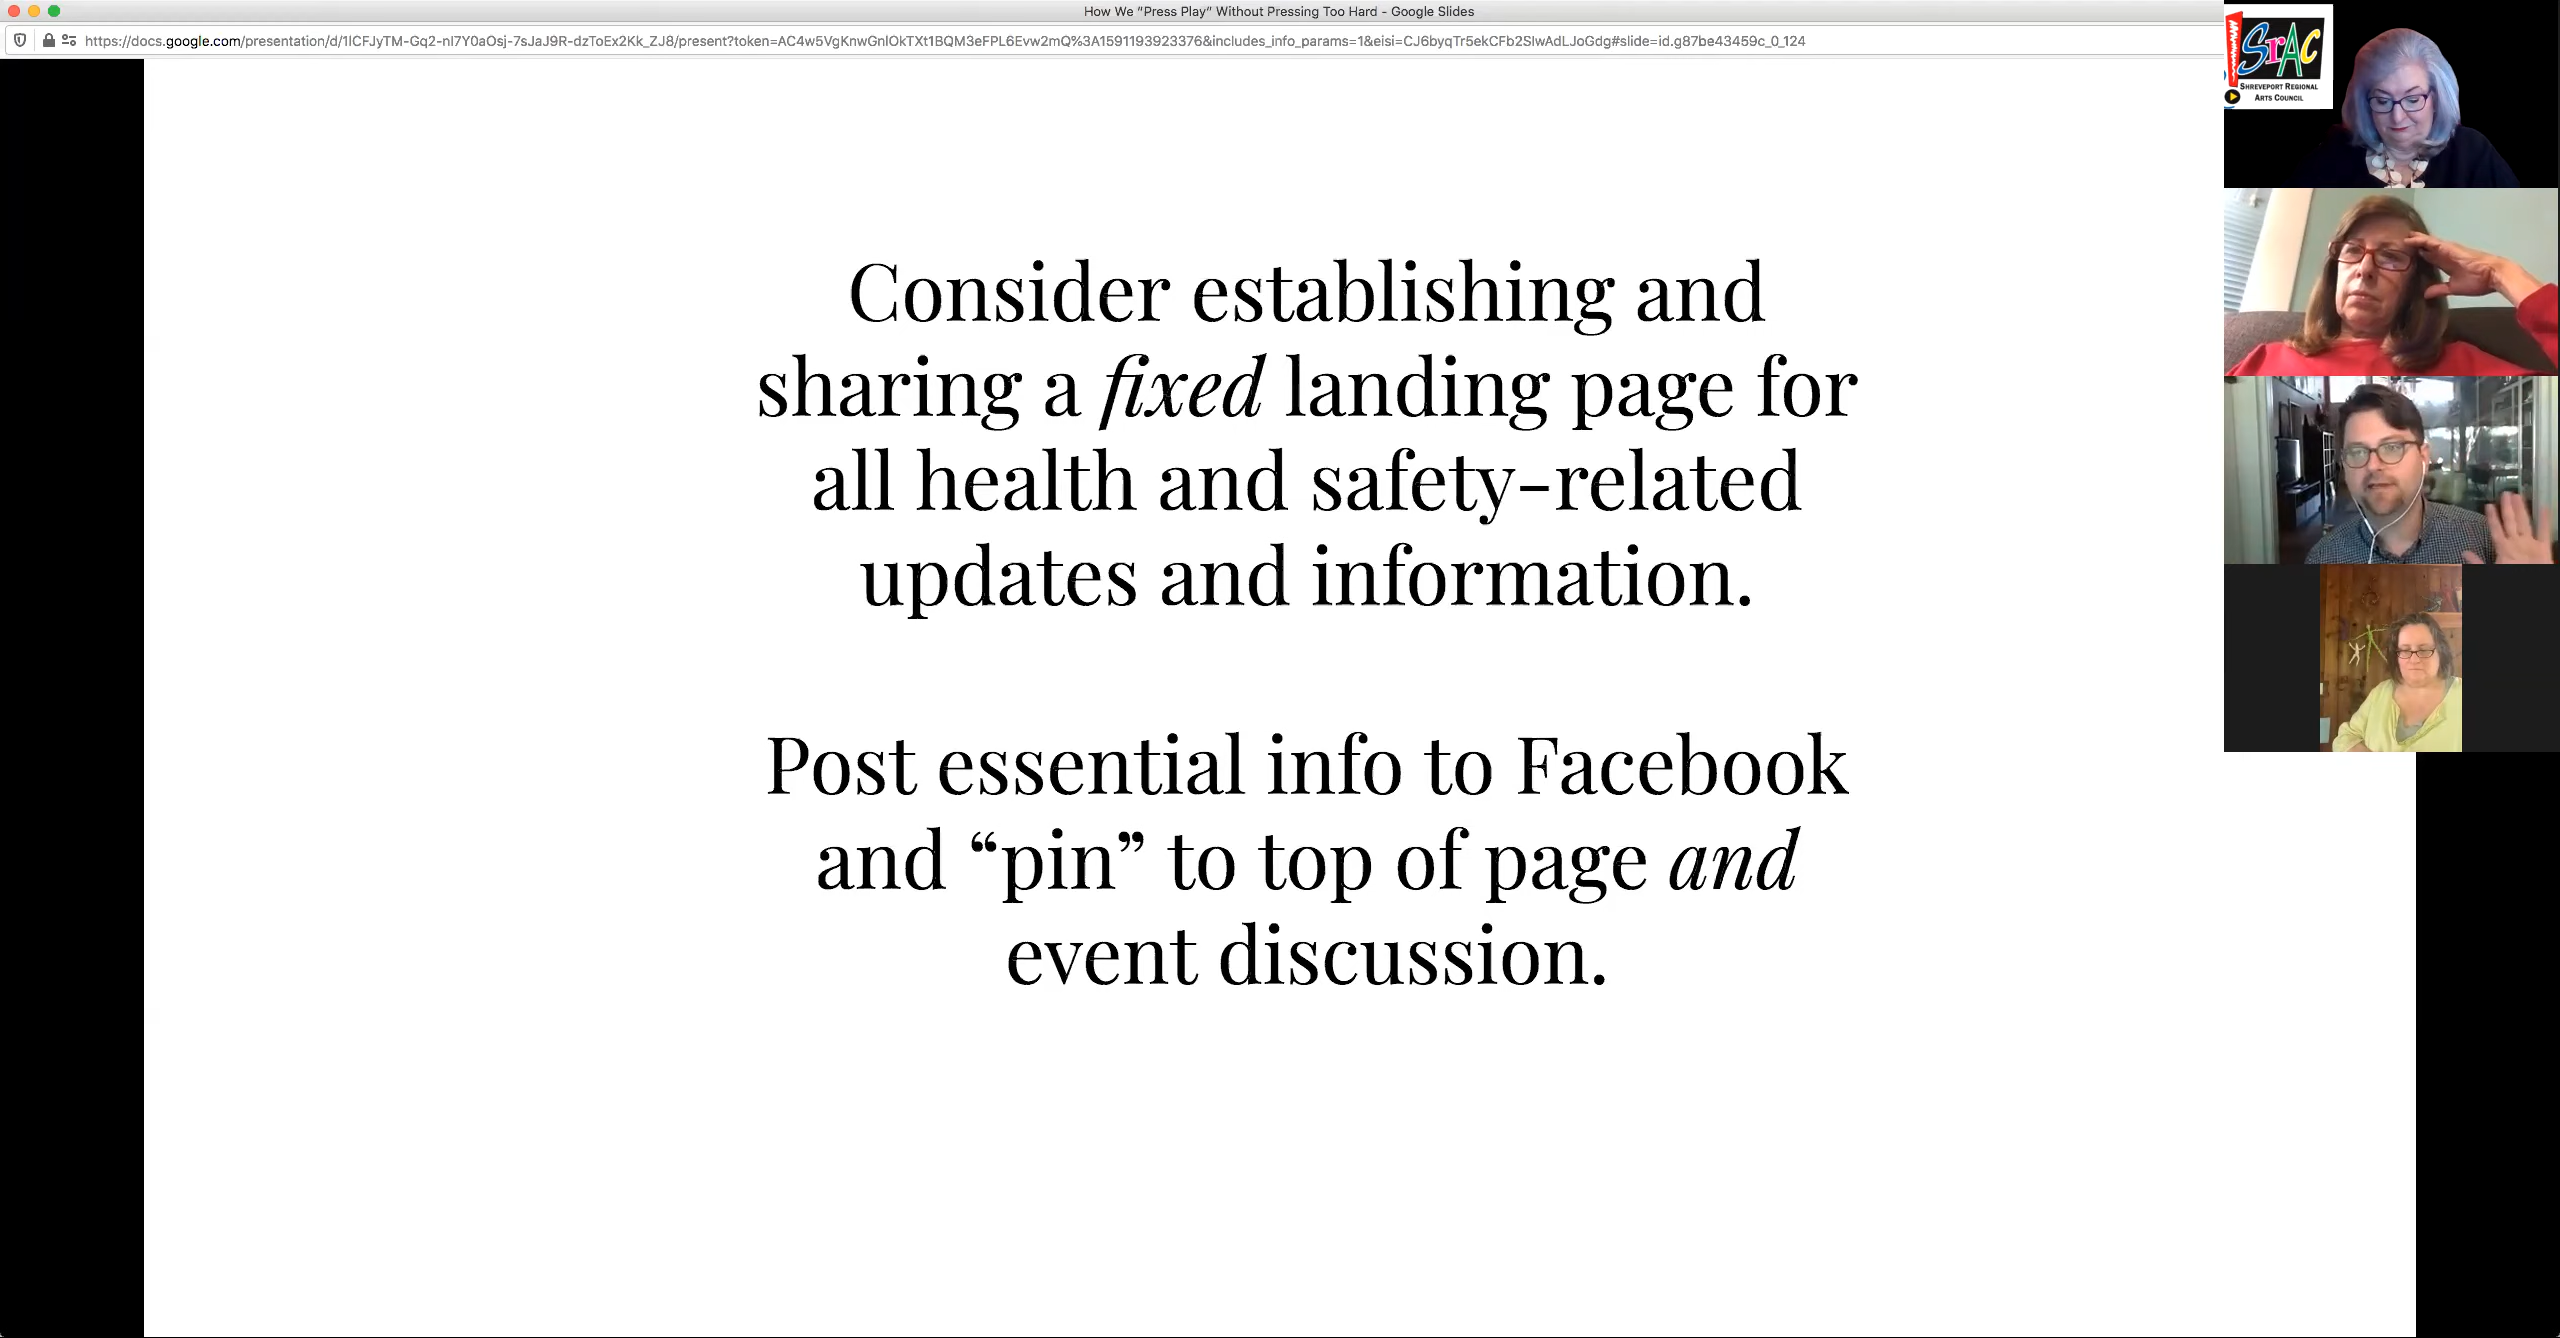 How We "Press Play" Without Pressing Too Hard - Google Slides
https://docs.google.com/presentation/d/1lCFJyTM-Gq2-nI7Y0aOsj-7sJaJ9R-dzToEx2Kk_ZJ8/present?token=AC4w5VgKnwGnlOkTXt1BQM3eFPL6Evw2mQ%3A1591193923376&includes_info_params=1&eisi=CJ6byqTr5ekCFb2SlwAdLJoGdg#slide=id.g87be43459c_0_124
SrAC
Shreveport Regional
Arts Council
Consider establishing and
sharing a fixed landing page for
all health and safety-related
updates and information.
Post essential info to Facebook
and “pin” to top of page and
event discussion.